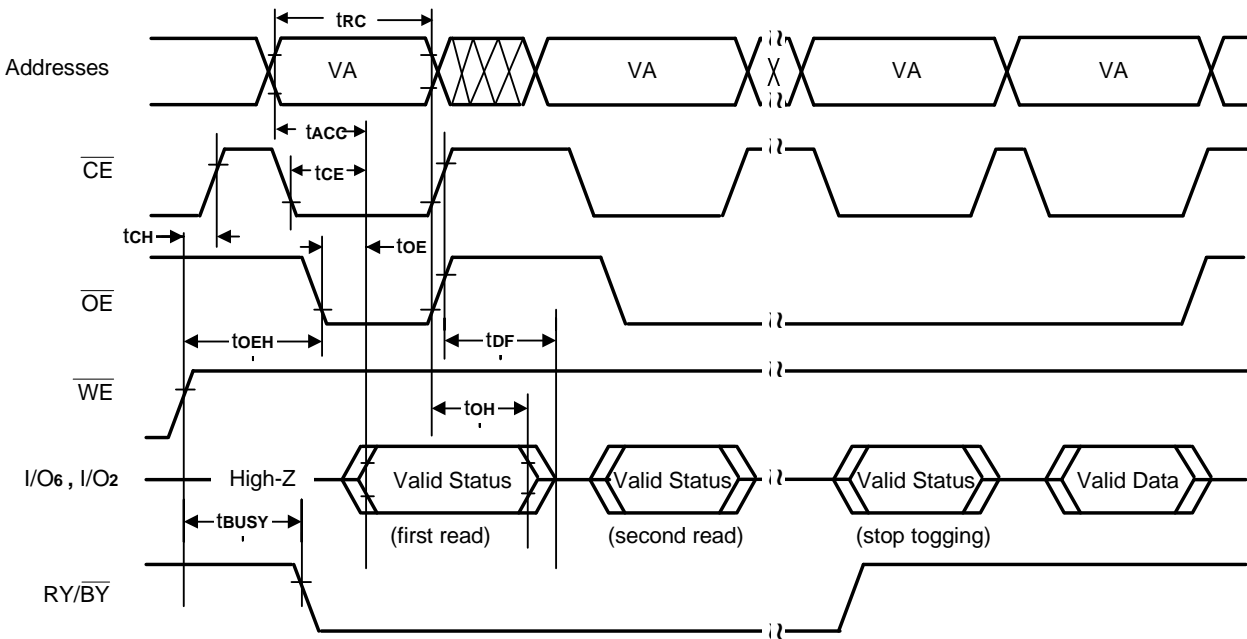 tRC
Addresses VA VA VA VA
tACC
CE tCE
tCH tOE
OE
tOEH tDF
WE
tOH
I/O6 , I/O2 High-Z Valid Status Valid Status Valid Status Valid Data
tBUSY (first read) (second read) (stop togging)
RY/BY